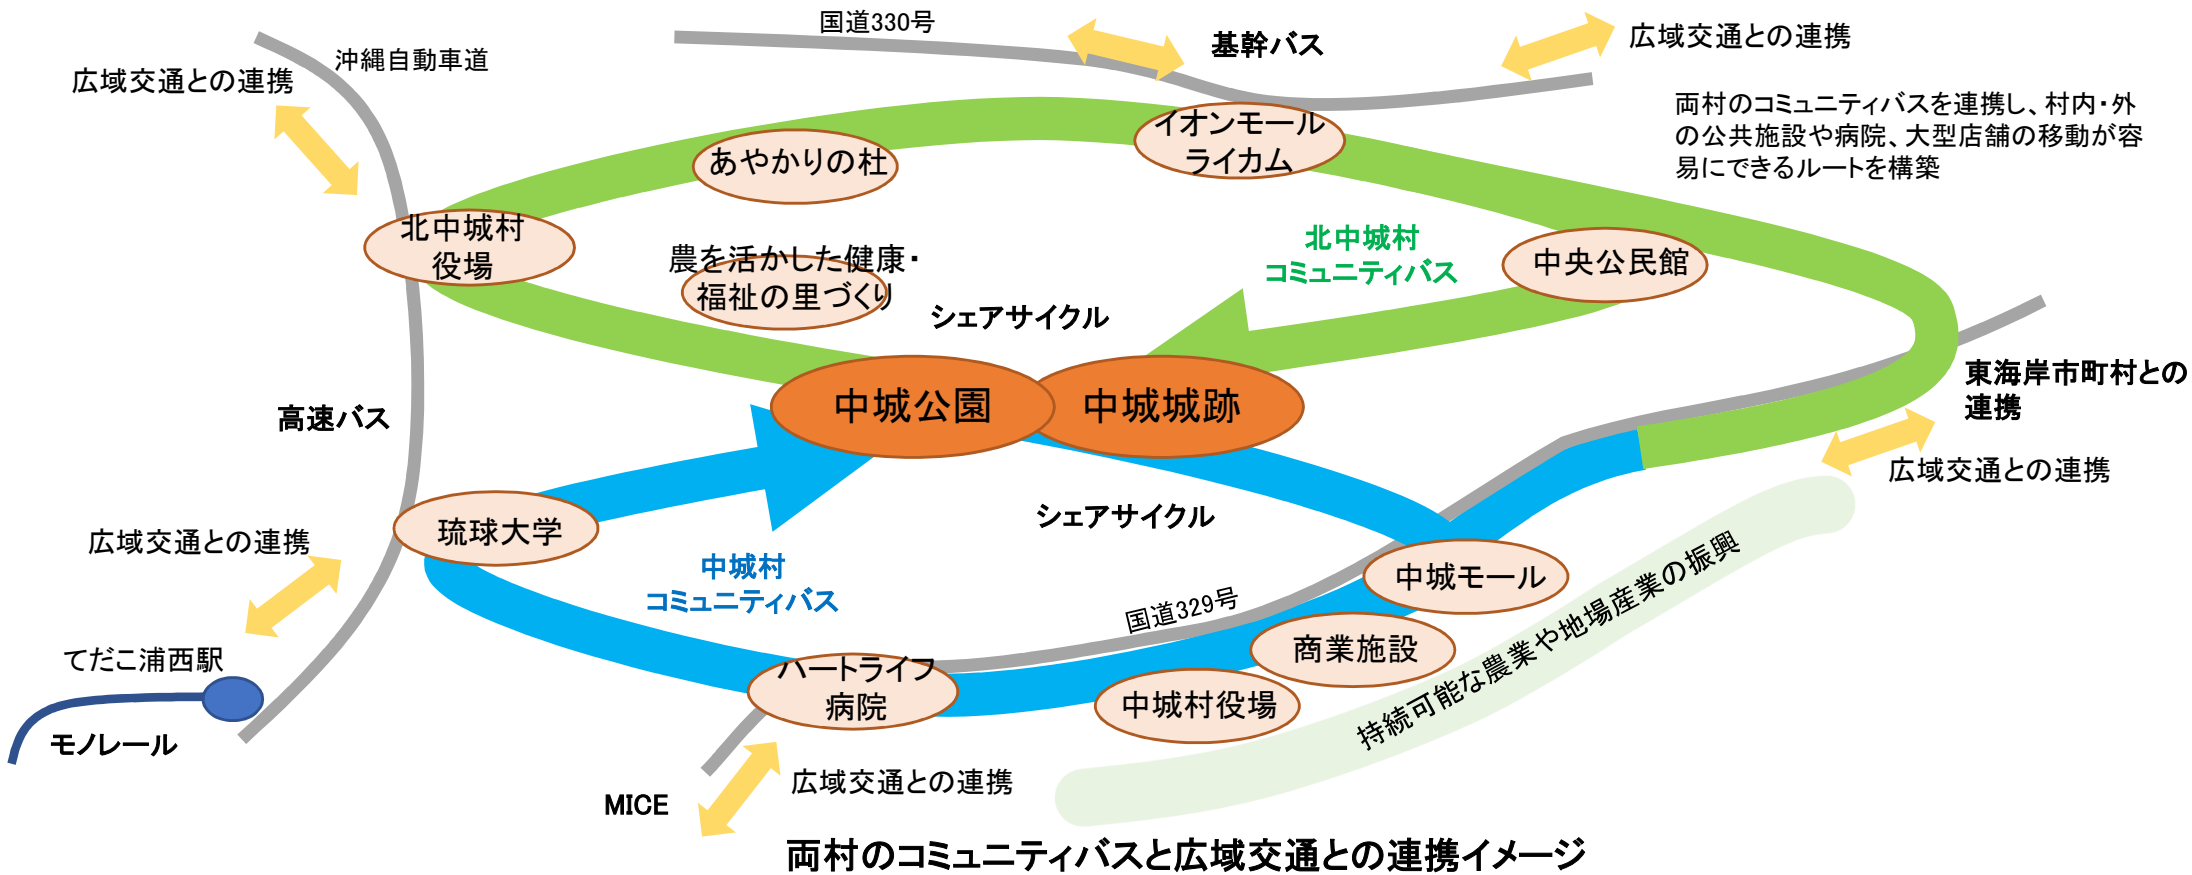 国道330号
基幹バス
広域交通との連携
沖縄自動車道
広域交通との連携
両村のコミュニティバスを連携し、村内・外
の公共施設や病院、大型店舗の移動が容
易にできるルートを構築
イオンモール
ライカム
あやかりの杜
北中城村
役場
農を活かした健康・
福祉の里づくり
北中城村
コミュニティバス
中央公民館
シェアサイクル
中城公園
中城城跡
東海岸市町村との
連携
高速バス
広域交通との連携
シェアサイクル
琉球大学
広域交通との連携
中城村
コミュニティバス
中城モール
国道329号
商業施設
持続可能な農業や地場産業の振興
てだこ浦西駅
モノレール
ハートライフ
病院
中城村役場
広域交通との連携
MICE
両村のコミュニティバスと広域交通との連携イメージ